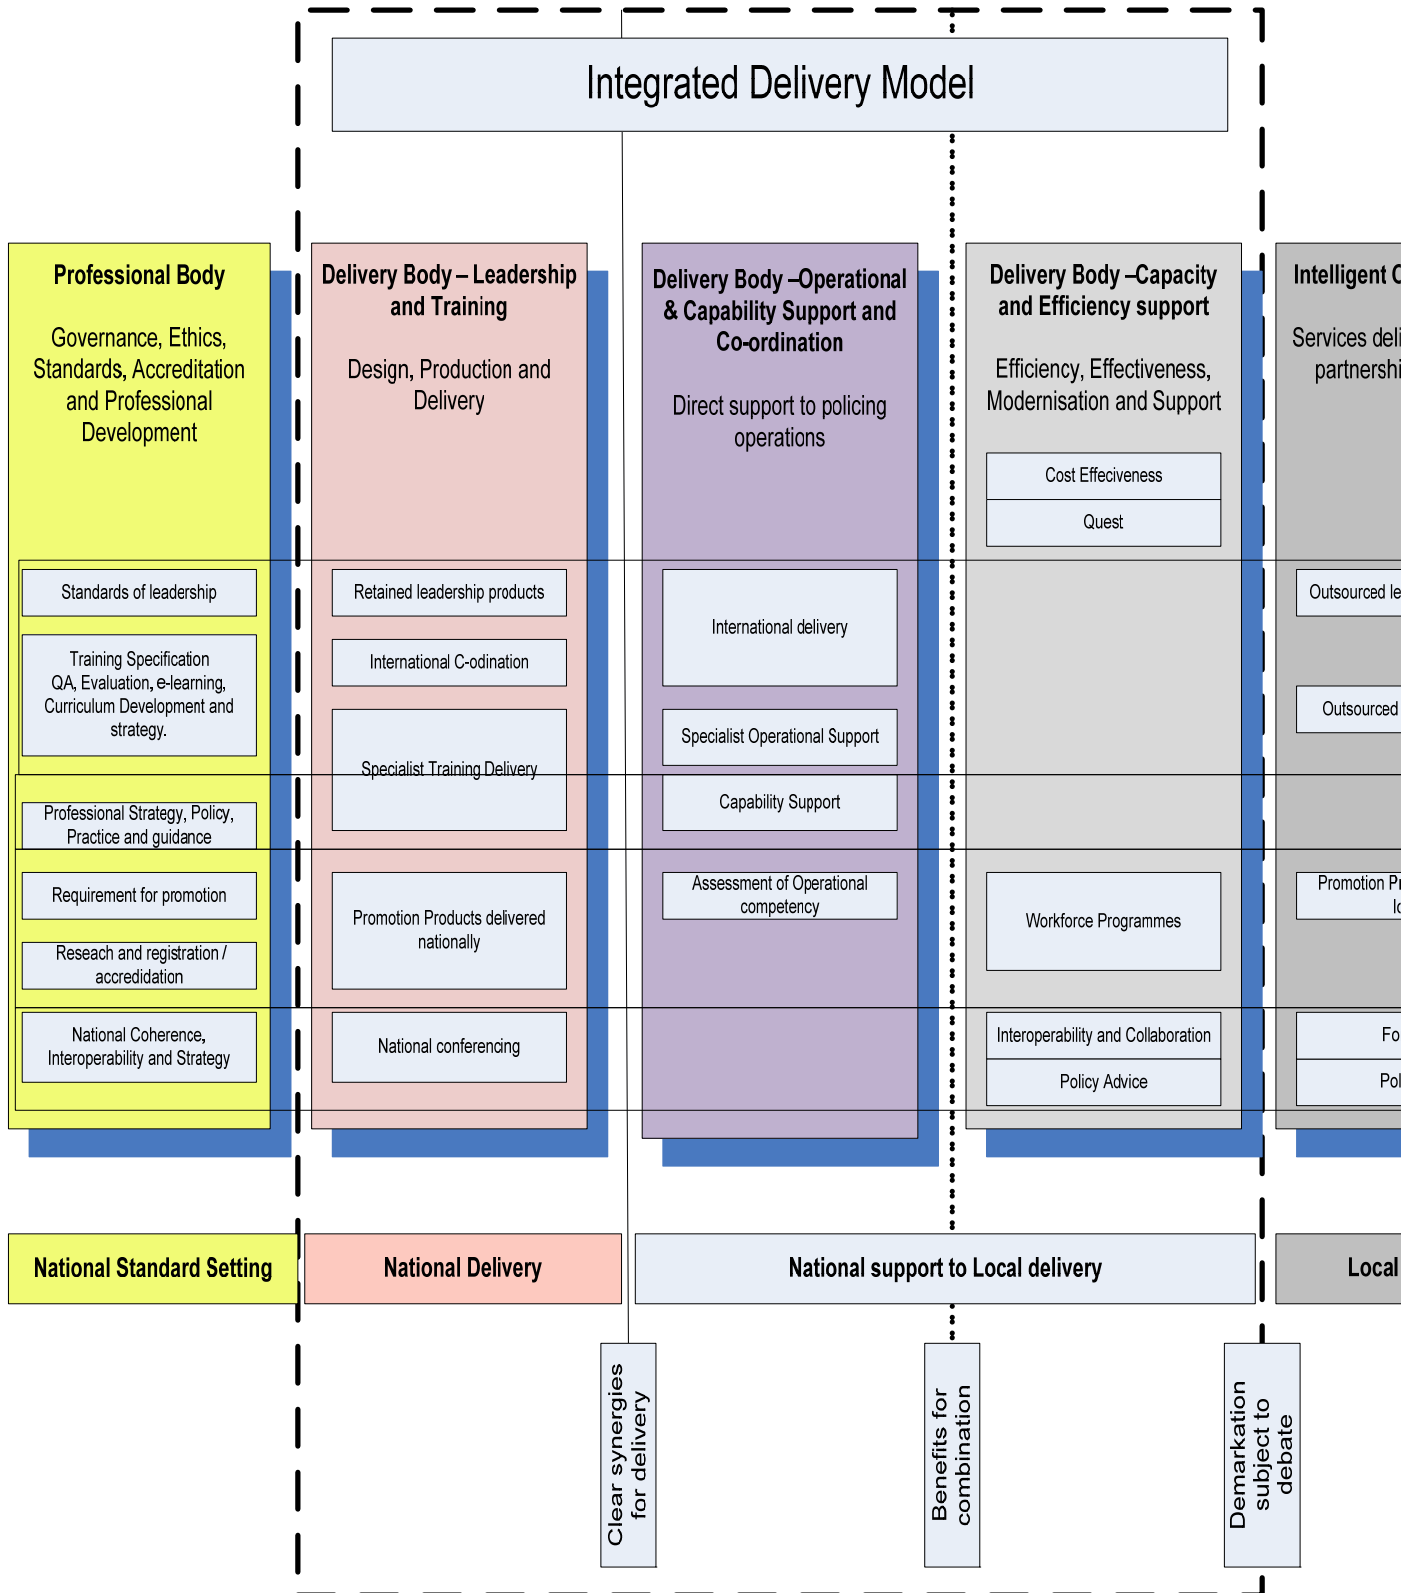 Integrated Delivery Model
Professional Body
Governance, Ethics,
Standards, Accreditation
and Professional
Development
Standards of leadership
Training Specification
QA, Evaluation, e-learning,
Curriculum Development and
strategy.
Professional Strategy, Policy,
Practice and guidance
Requirement for promotion
Reseach and registration /
accredidation
National Coherence,
Interoperability and Strategy
Delivery Body – Leadership
and Training
Design, Production and
Delivery
Retained leadership products
International C-odination
Specialist Training Delivery
Promotion Products delivered
nationally
National conferencing
Delivery Body –Operational
& Capability Support and
Co-ordination
Direct support to policing
operations
International delivery
Specialist Operational Support
Capability Support
Assessment of Operational
competency
Delivery Body –Capacity
and Efficiency support
Efficiency, Effectiveness,
Modernisation and Support
Cost Effeciveness
Quest
Workforce Programmes
Interoperability and Collaboration
Policy Advice
Intelligent
Services
Outsourced
Outsourced
Promotion
National Standard Setting
National Delivery
National support to Local delivery
Local
Clear synergies
for delivery
Benefits for
combination
Demarkation
subject to
debate